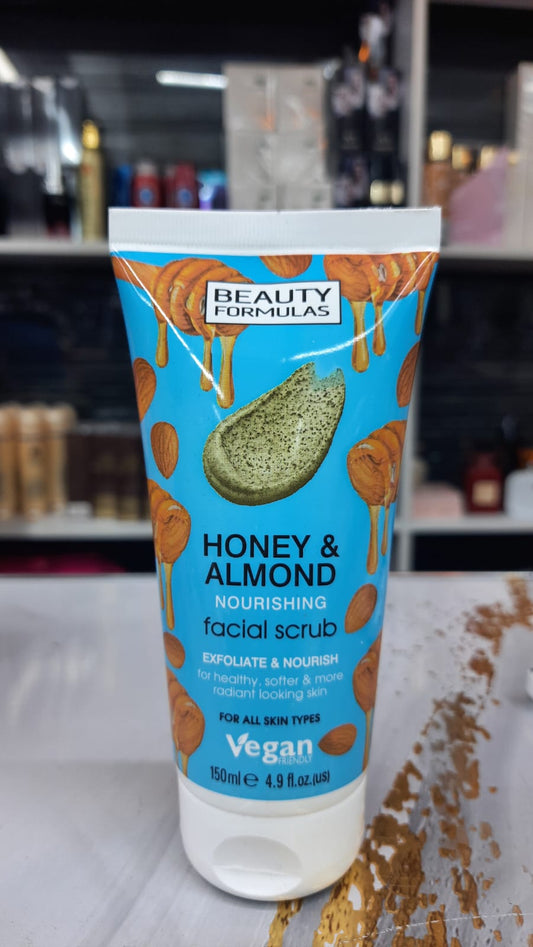 BEAUTY
FORMULAS
HONEY &
ALMOND
NOURISHING
facial scrub
EXFOLIATE & NOURISH
for healthy, softer & more
radiant looking skin
FOR ALL SKIN TYPES
Vegan
FRIENDLY
150ml e 4.9 fl.oz.(us)